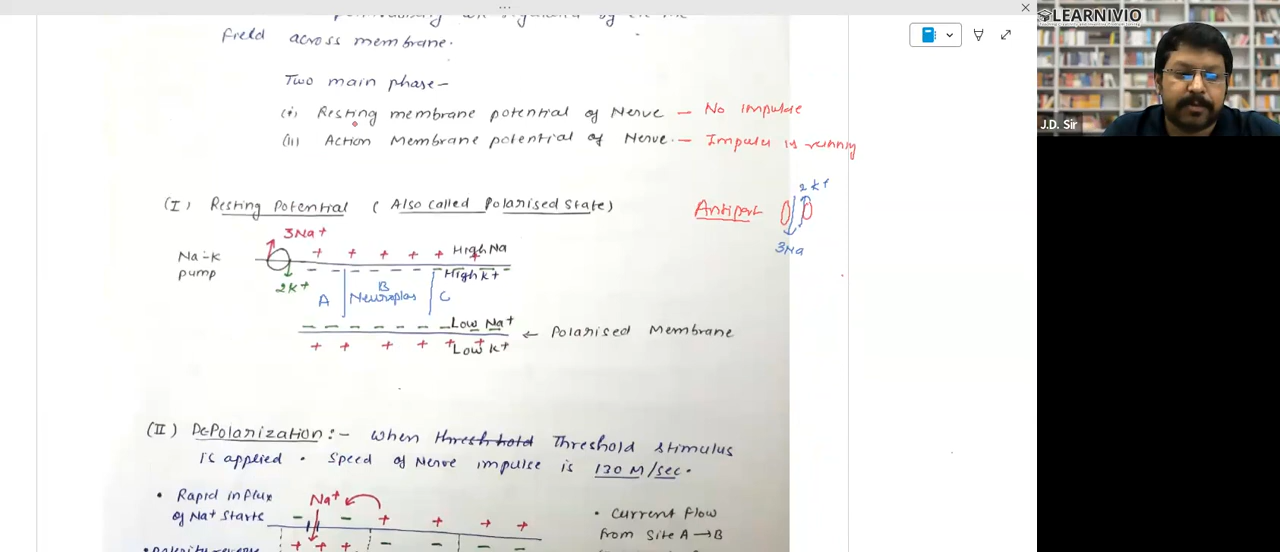 LEARNIVIO
field across membrane.
Two main phase-
(i) Resting membrane potential of Nerve - No impulse
(ii) Action Membrane potential of Nerve. - Impulse is running
(I) Resting Potential (Also called Polarised State)
Antiport
2K+
3Na
3Na+
+ + + + + High Na
Na-K
pump
High K+
2K+
A
B
Neuroplas
C
Low Na+
← Polarised Membrane
+ + + + + + Low K+
(II) Depolarization :- When Threshold stimulus
is applied. Speed of Nerve impulse is 130 M/sec.
• Rapid influx
of Na+ starts
Na+
• Current flow
from Site A → B
J.D. Sir